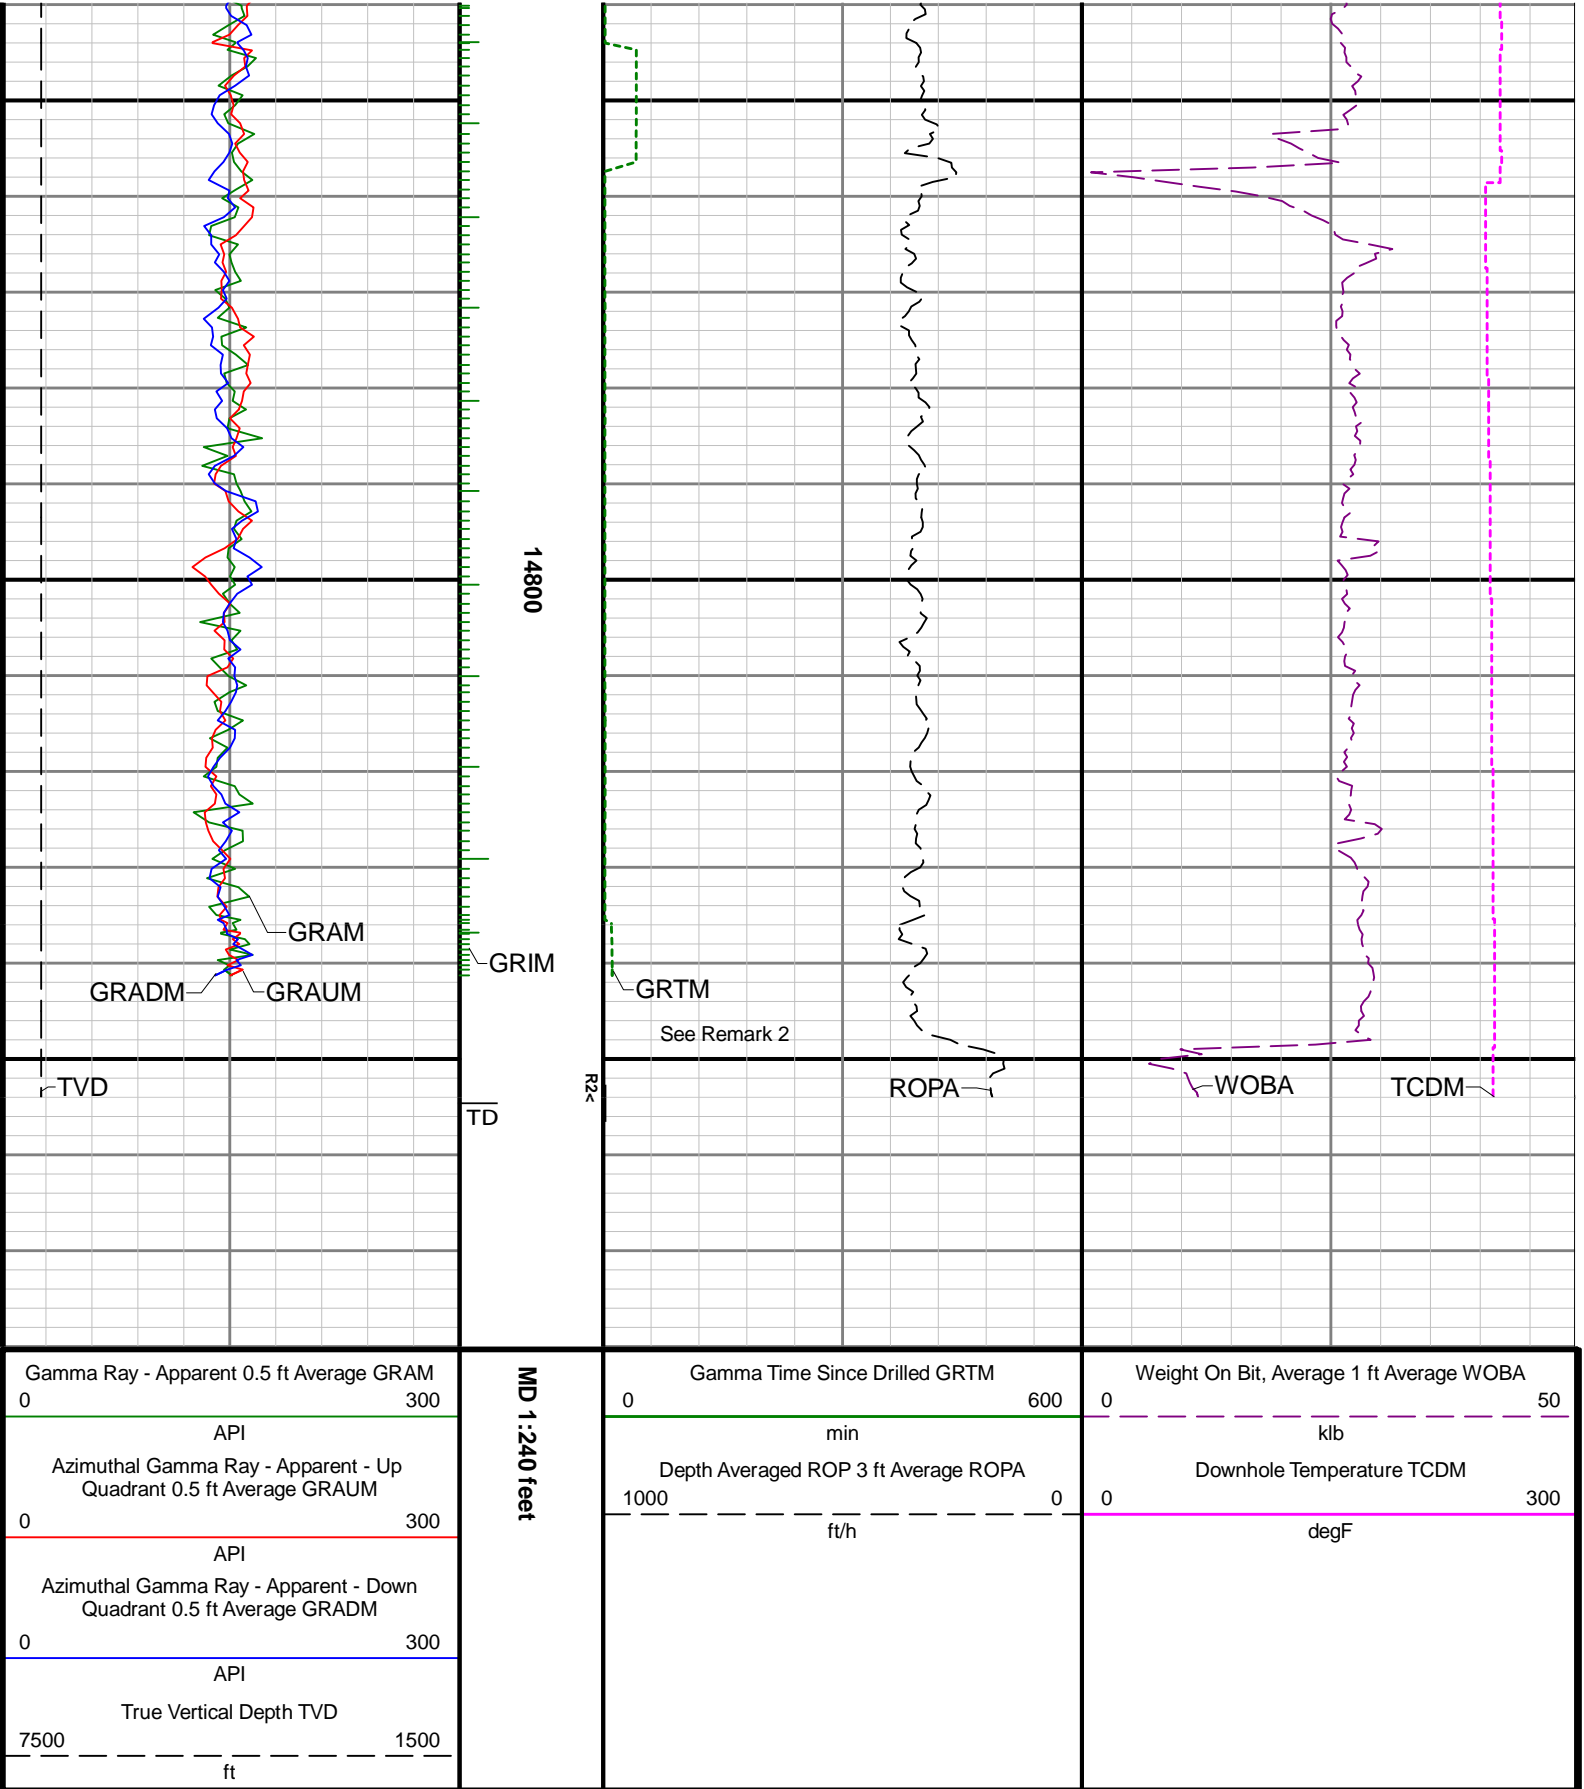 14800
GRAM
GRIM
GRADM
GRAUM
GRTM
See Remark 2
TVD
R2<
ROPA
WOBA
TCDM
TD
Gamma Ray - Apparent 0.5 ft Average GRAM
0 300
API
Azimuthal Gamma Ray - Apparent - Up
Quadrant 0.5 ft Average GRAUM
0 300
API
Azimuthal Gamma Ray - Apparent - Down
Quadrant 0.5 ft Average GRADM
0 300
API
True Vertical Depth TVD
7500 1500
ft
MD 1:240 feet
Gamma Time Since Drilled GRTM
0 600
min
Depth Averaged ROP 3 ft Average ROPA
1000 0
ft/h
Weight On Bit, Average 1 ft Average WOBA
0 50
klb
Downhole Temperature TCDM
0 300
degF